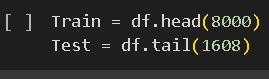 [ ] Train = df.head(8000)
Test = df.tail(1608)